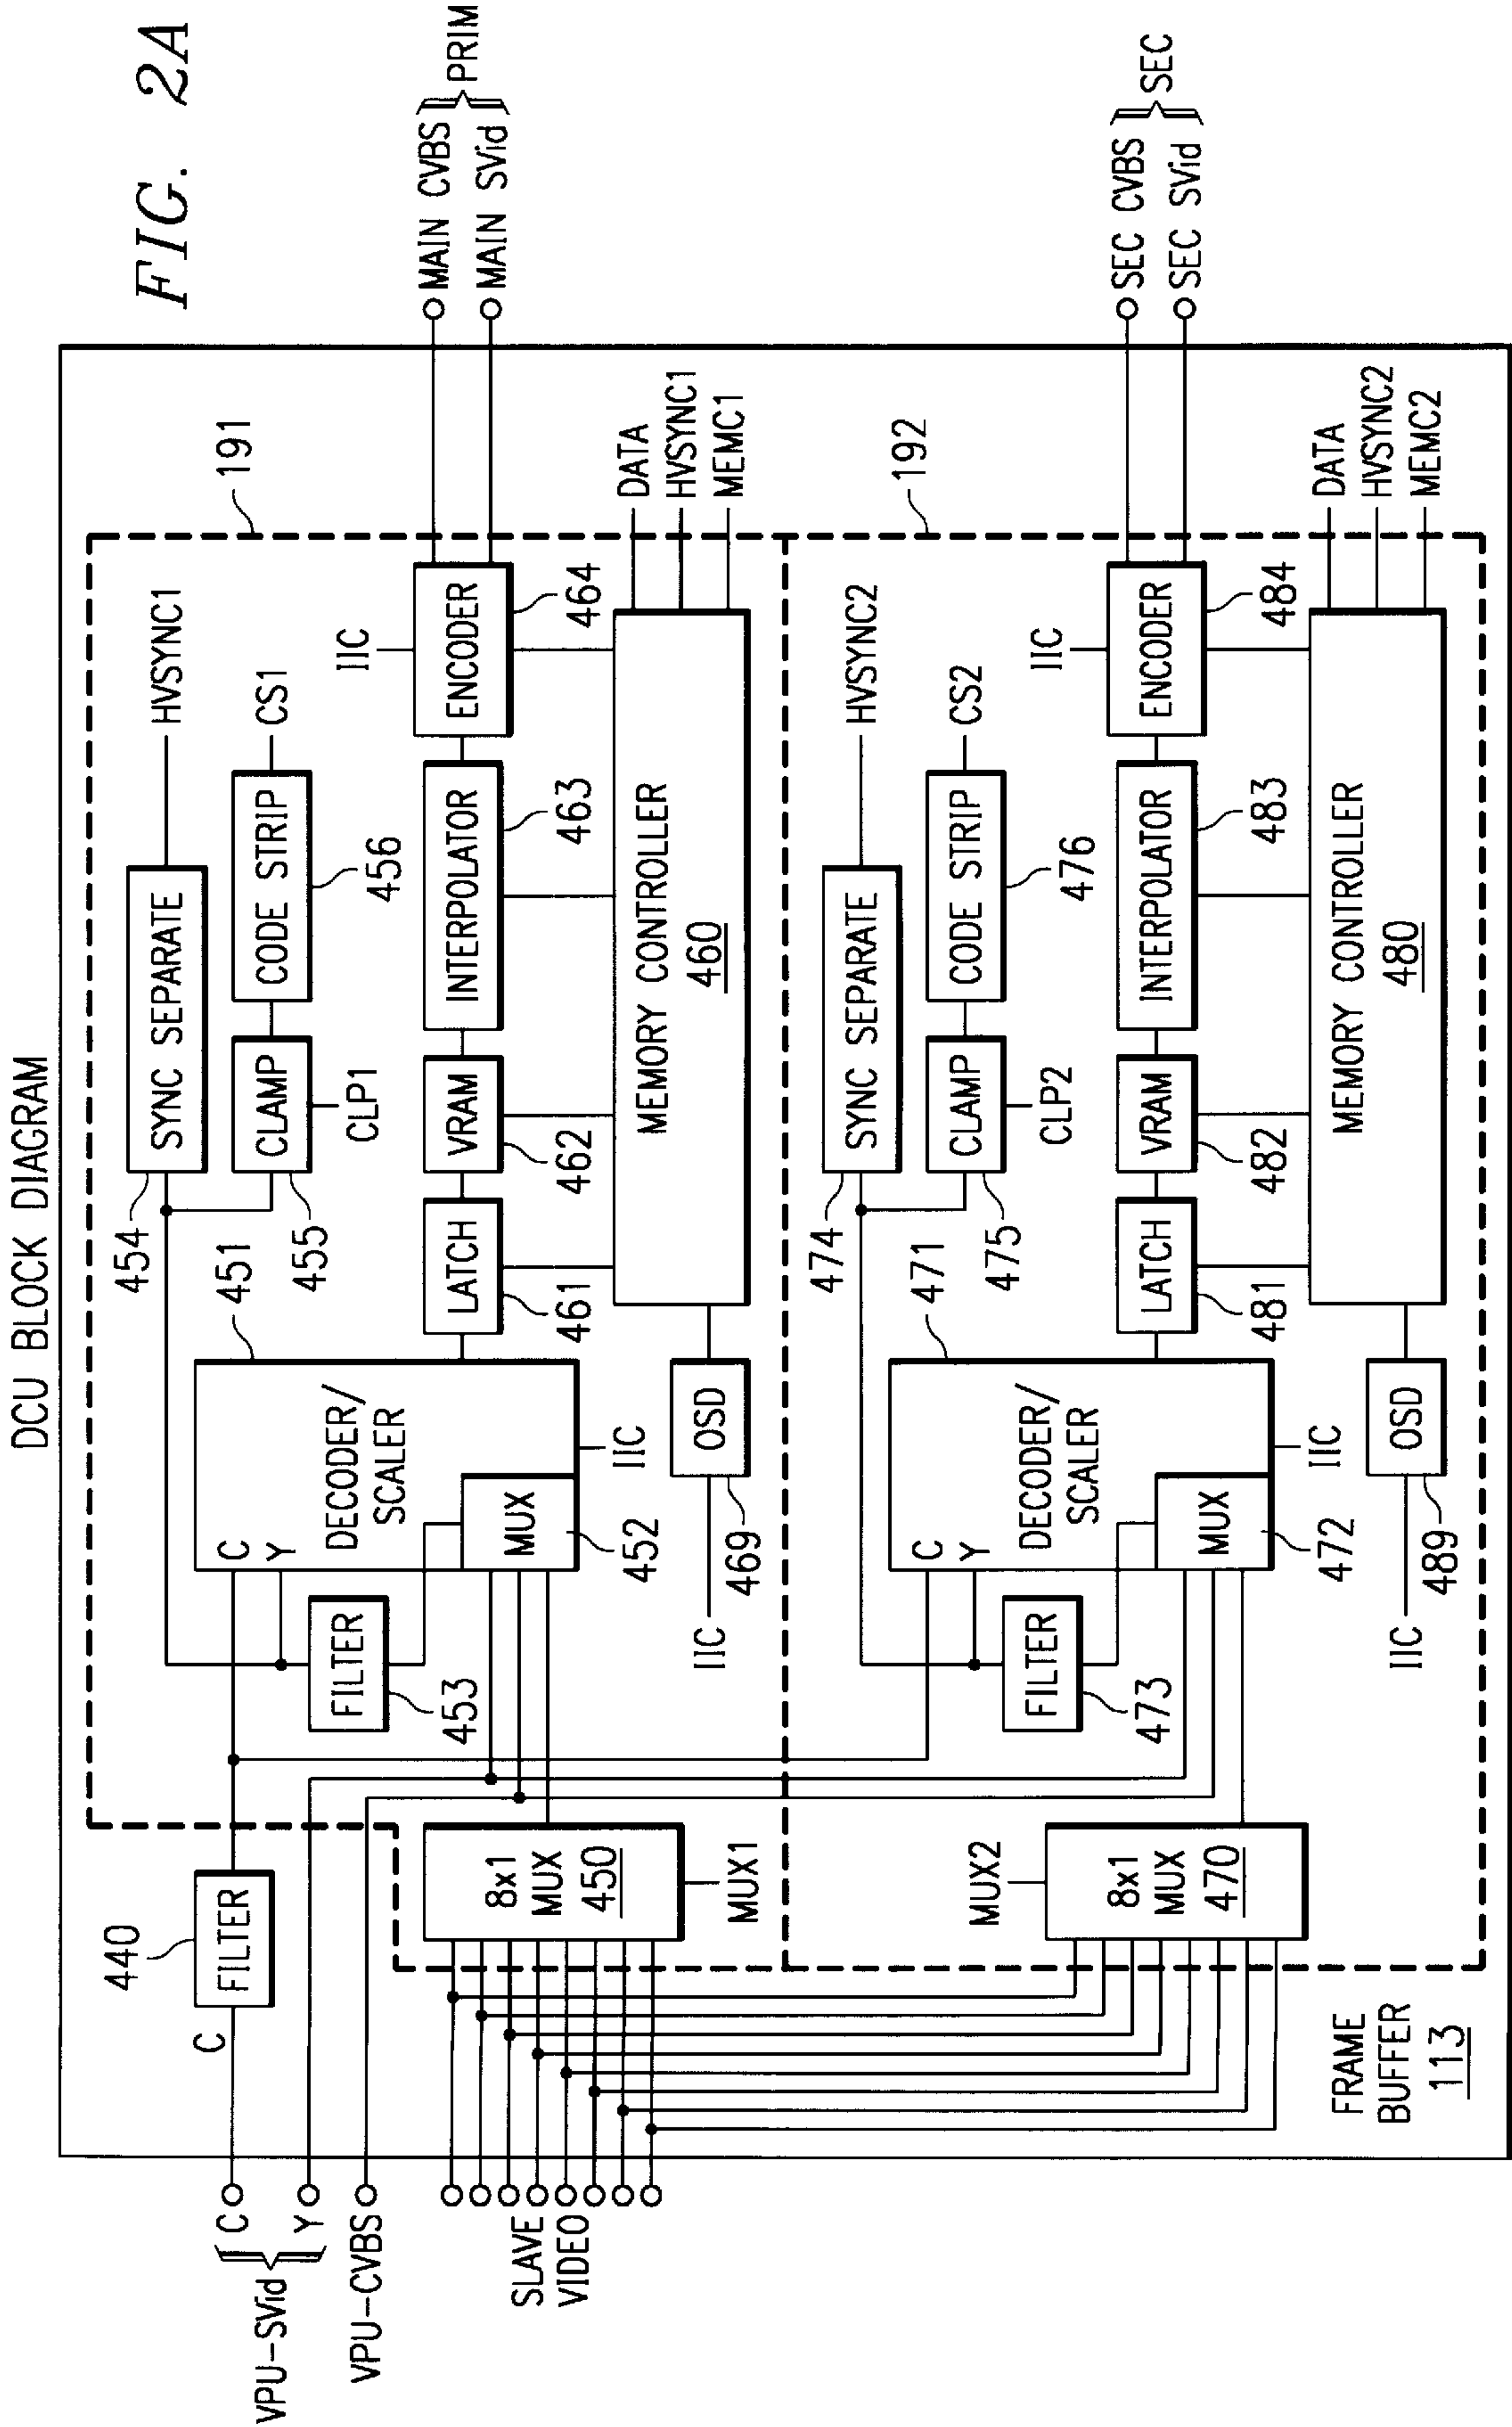 DCU BLOCK DIAGRAM
FIG. 2A
VPU-SVid
C
Y
VPU-CVBS
SLAVE
VIDEO
C
FILTER
440
8x1
MUX
450
MUX1
FILTER
453
C
Y
DECODER/
SCALER
451
MUX
452
IIC
454
SYNC SEPARATE
HVSYNC1
455
CLAMP
CLP1
CODE STRIP
456
CS1
LATCH
461
VRAM
462
INTERPOLATOR
463
ENCODER
464
IIC
MEMORY CONTROLLER
460
OSD
469
IIC
DATA
HVSYNC1
MEMC1
191
MAIN CVBS
MAIN SVid
PRIM
MUX2
8x1
MUX
470
FILTER
473
C
Y
DECODER/
SCALER
471
MUX
472
IIC
474
SYNC SEPARATE
HVSYNC2
475
CLAMP
CLP2
CODE STRIP
476
CS2
LATCH
481
VRAM
482
INTERPOLATOR
483
ENCODER
484
IIC
MEMORY CONTROLLER
480
OSD
489
IIC
DATA
HVSYNC2
MEMC2
192
SEC CVBS
SEC SVid
SEC
FRAME
BUFFER
113